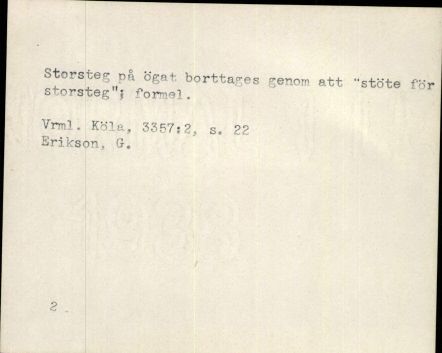 Storsteg på ögat borttages genom att "stöte för
storsteg"; formel.
Vrml. Köla, 3357:2, s. 22
Erikson, G.
2